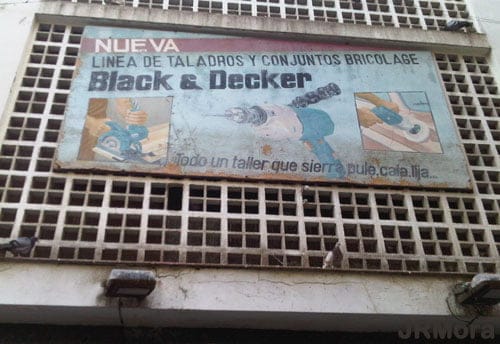 NUEVA
LINEA DE TALADROS Y CONJUNTOS BRICOLAGE
Black & Decker
Todo un taller que sierra, pule, cala, lija...
JRMora